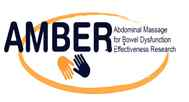 AMBER
Abdominal Massage
for Bowel Dysfunction
Effectiveness Research